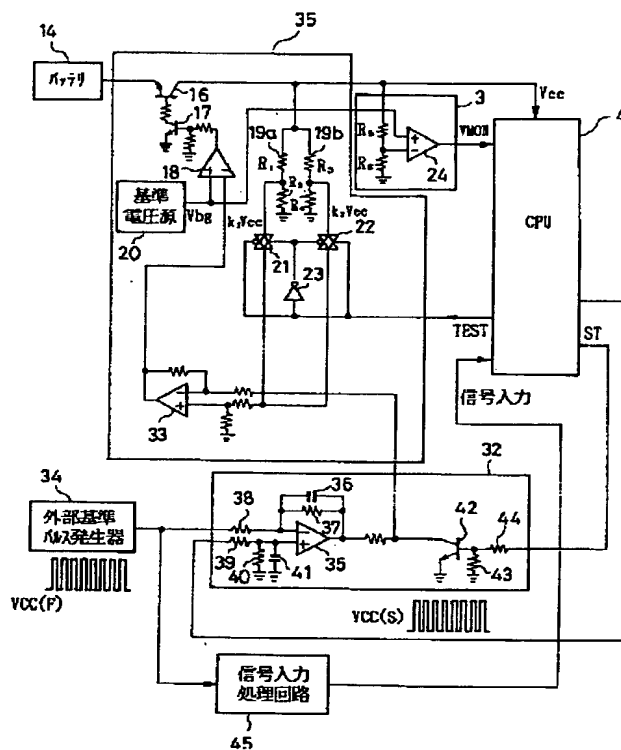 35
14
バッテリ
16
17
18
基準
電圧源
20
Vbg
19a
19b
R₁
R₃
k₁Vcc
k₂Vcc
21
22
23
3
VMON
24
Vcc
4
CPU
TEST
ST
信号入力
33
32
34
外部基準
パルス発生器
VCC(F)
38
39
40
41
36
37
35
42
44
43
VCC(S)
信号入力
処理回路
45